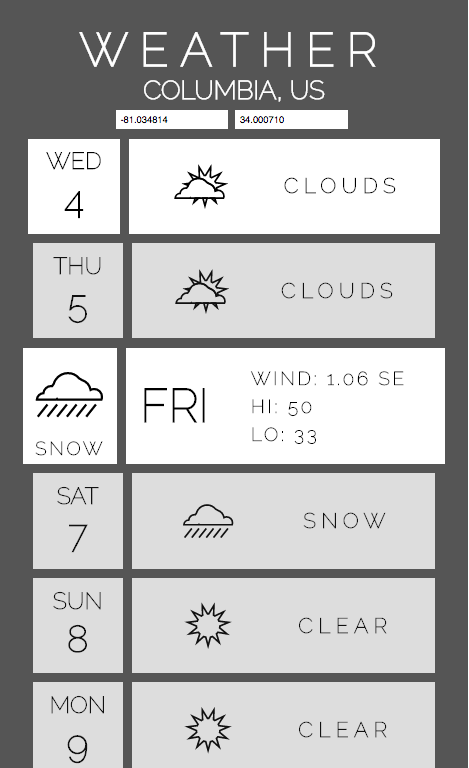 WEATHER
COLUMBIA, US
-81.034814 34.000710
WED
4
CLOUDS
THU
5
CLOUDS
SNOW
FRI
WIND: 1.06 SE
HI: 50
LO: 33
SAT
7
SNOW
SUN
8
CLEAR
MON
9
CLEAR